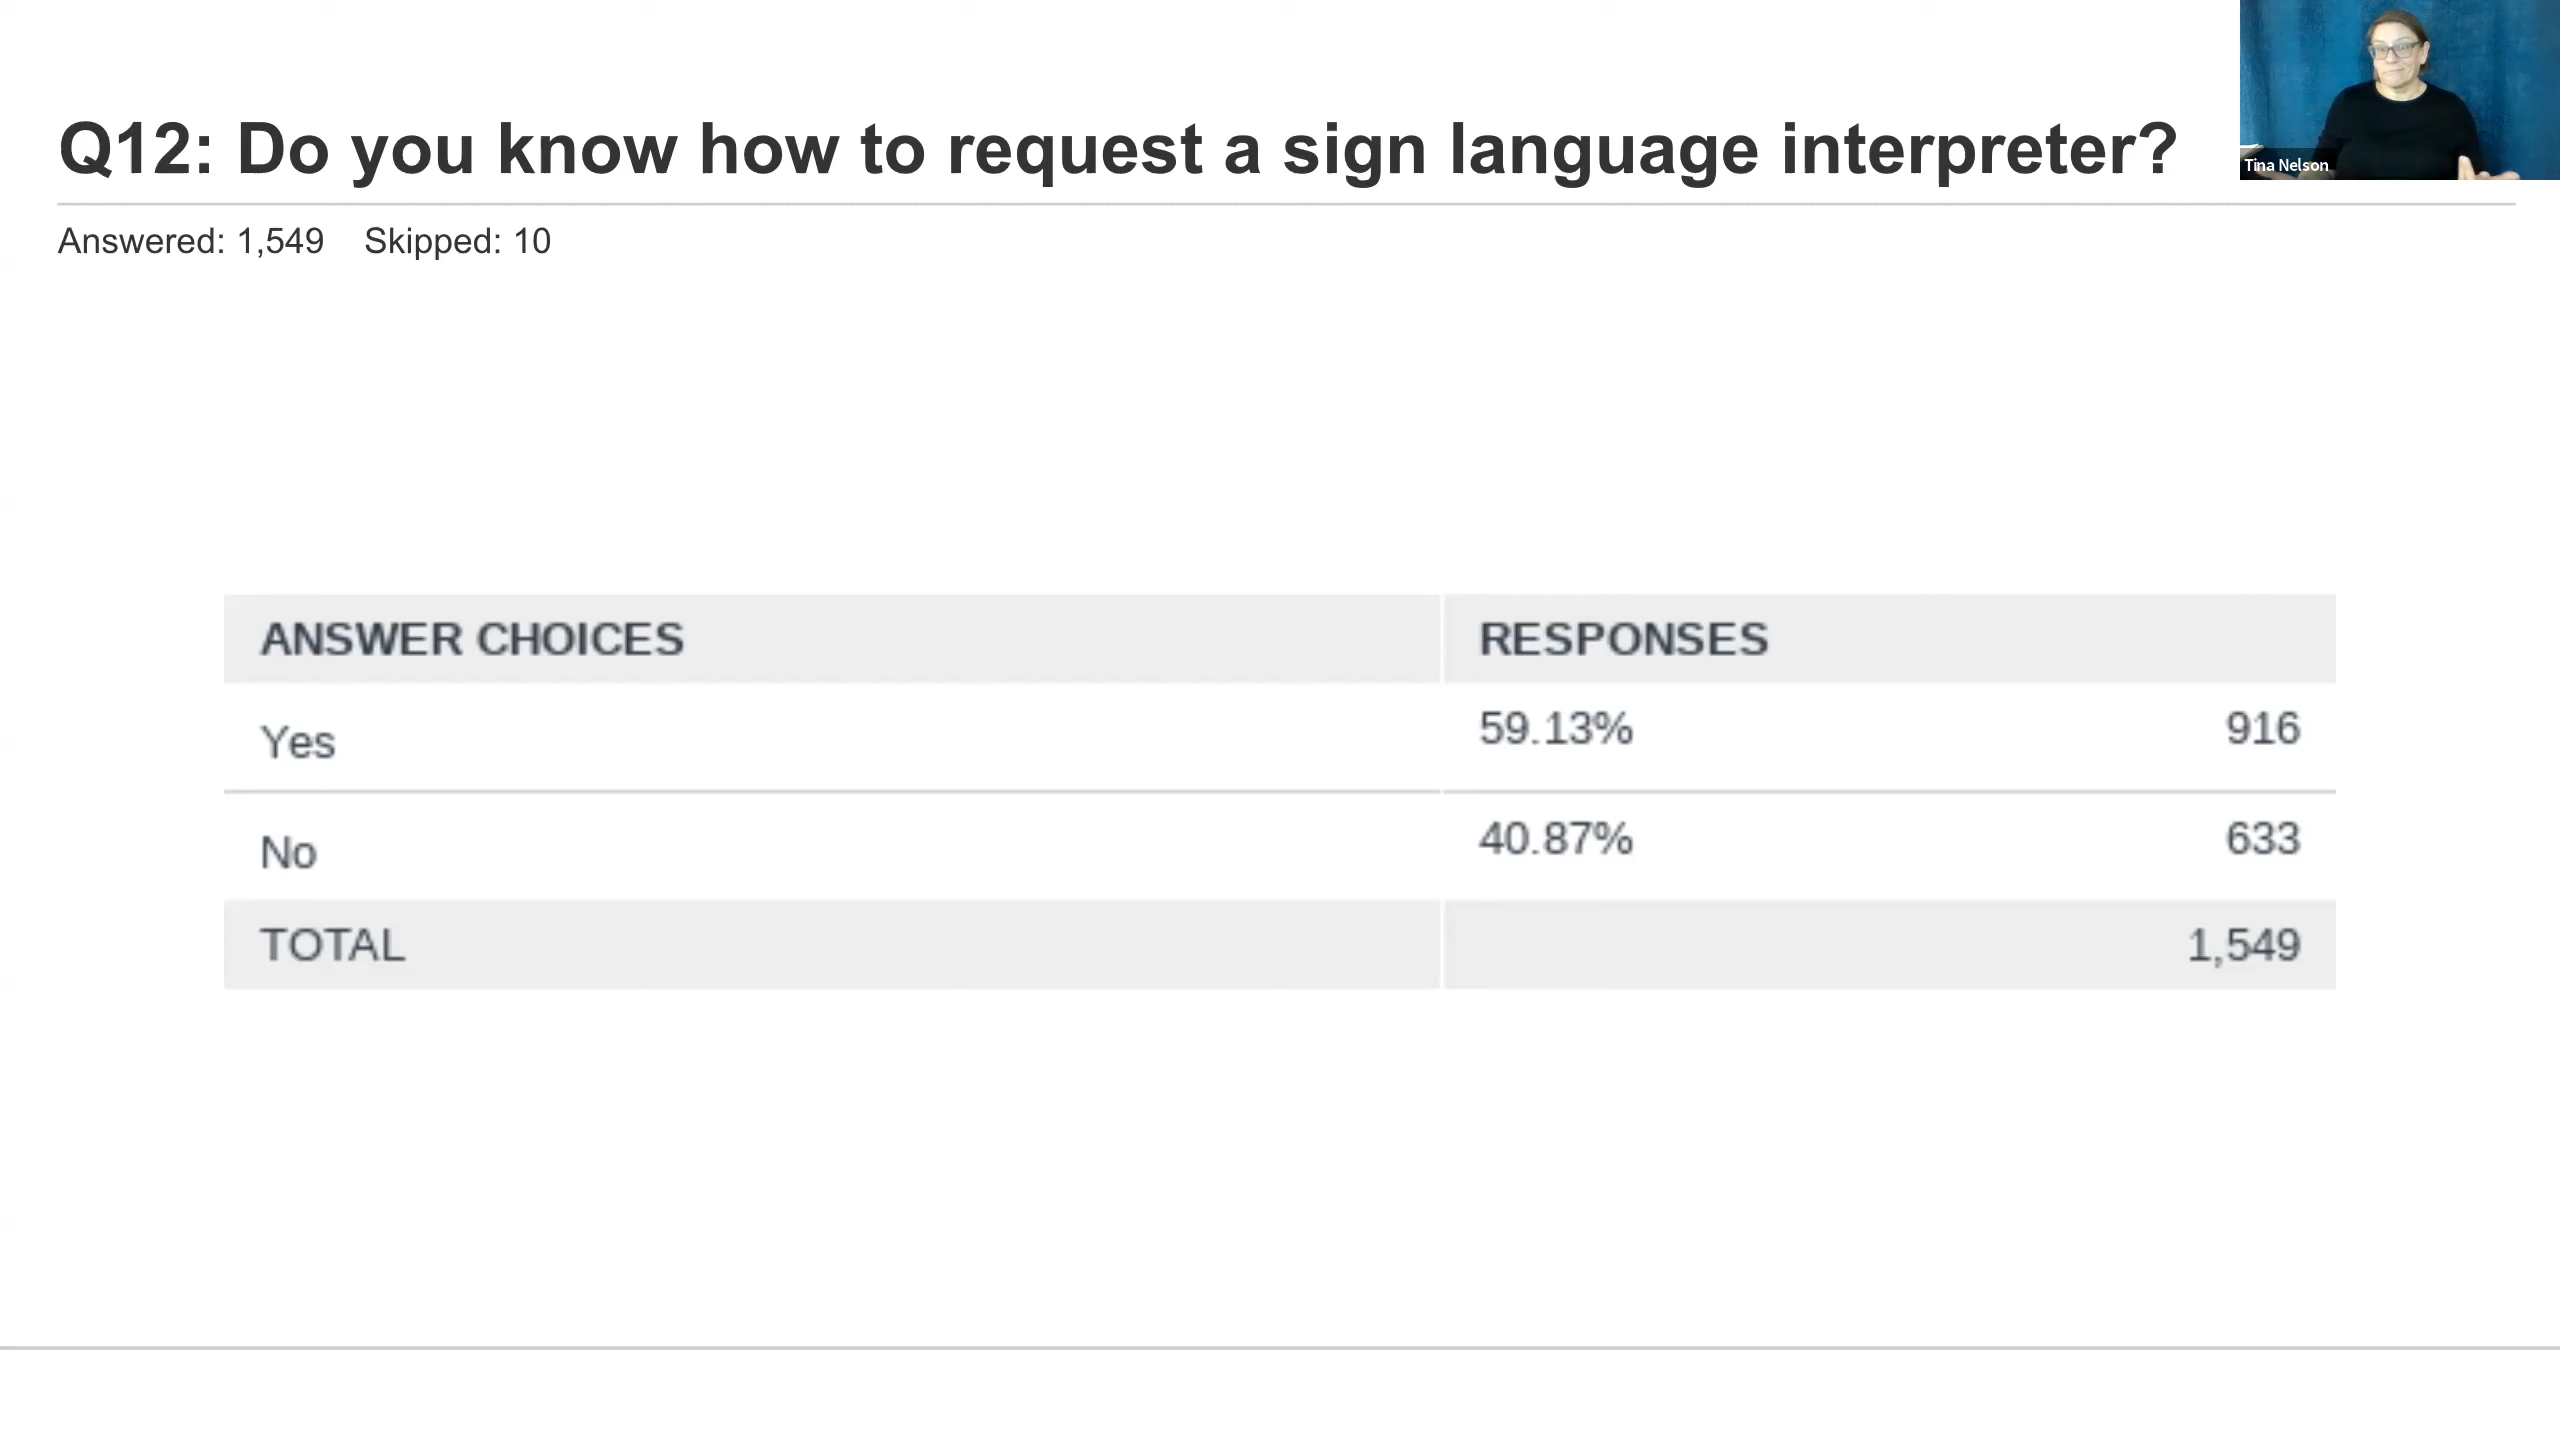 Q12: Do you know how to request a sign language interpreter?
Tina Nelson
Answered: 1,549 Skipped: 10
ANSWER CHOICES RESPONSES
Yes 59.13% 916
No 40.87% 633
TOTAL 1,549